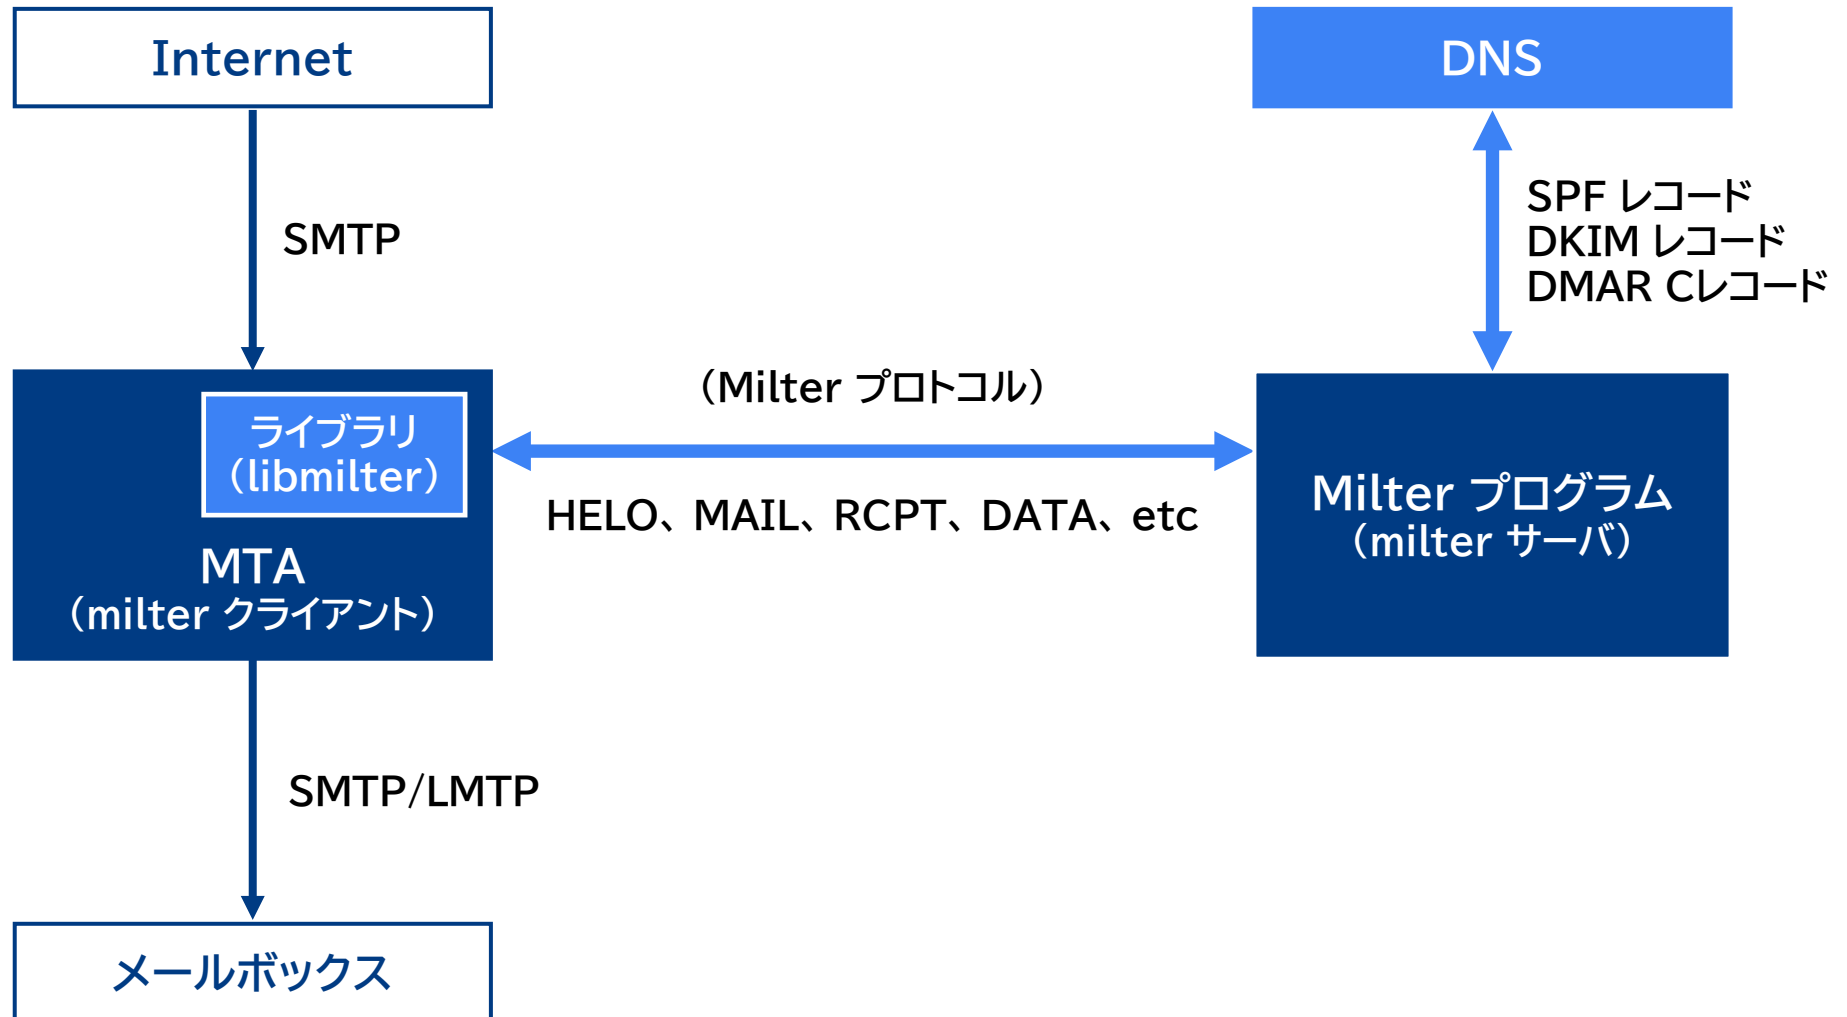 Internet
DNS
SMTP
SPF レコード
DKIM レコード
DMAR Cレコード
（Milter プロトコル）
ライブラリ
（libmilter）
HELO、MAIL、RCPT、DATA、etc
MTA
（milter クライアント）
Milter プログラム
（milter サーバ）
SMTP/LMTP
メールボックス